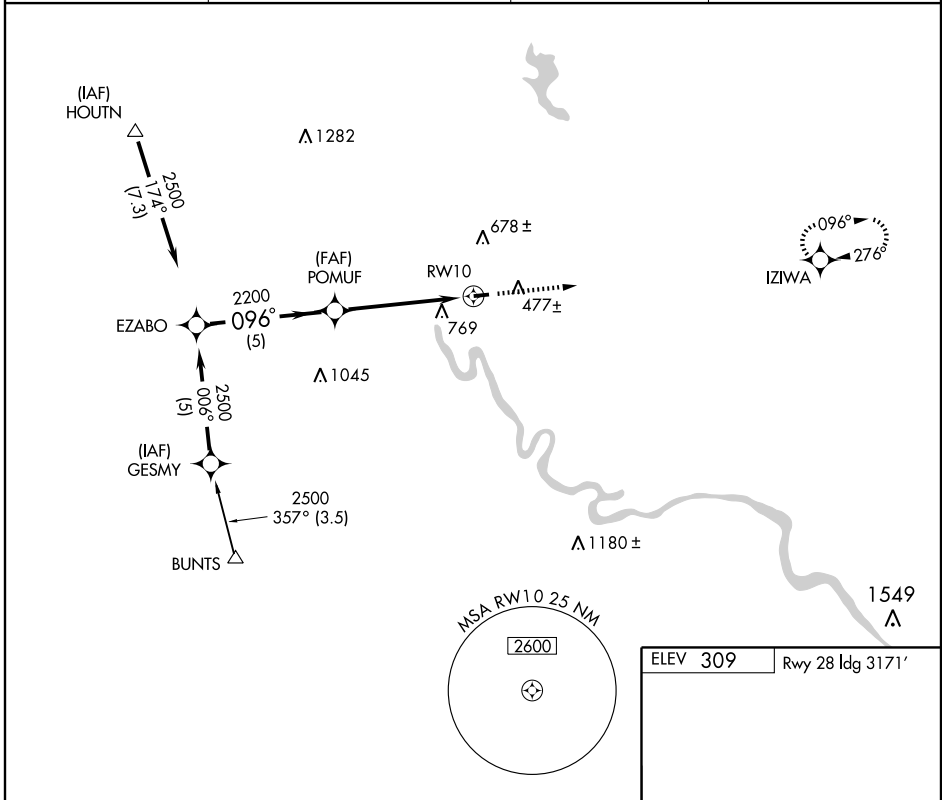 (IAF)
HOUTN
1282
2500
174°
(7.3)
678 ±
096°
276°
IZIWA
(FAF)
POMUF
RW10
477±
2200
096°
(5)
EZABO
769
1045
2500
006°
(5)
(IAF)
GESMY
2500
357° (3.5)
BUNTS
1180 ±
1549
MSA RW10 25 NM
2600
ELEV 309
Rwy 28 ldg 3171'